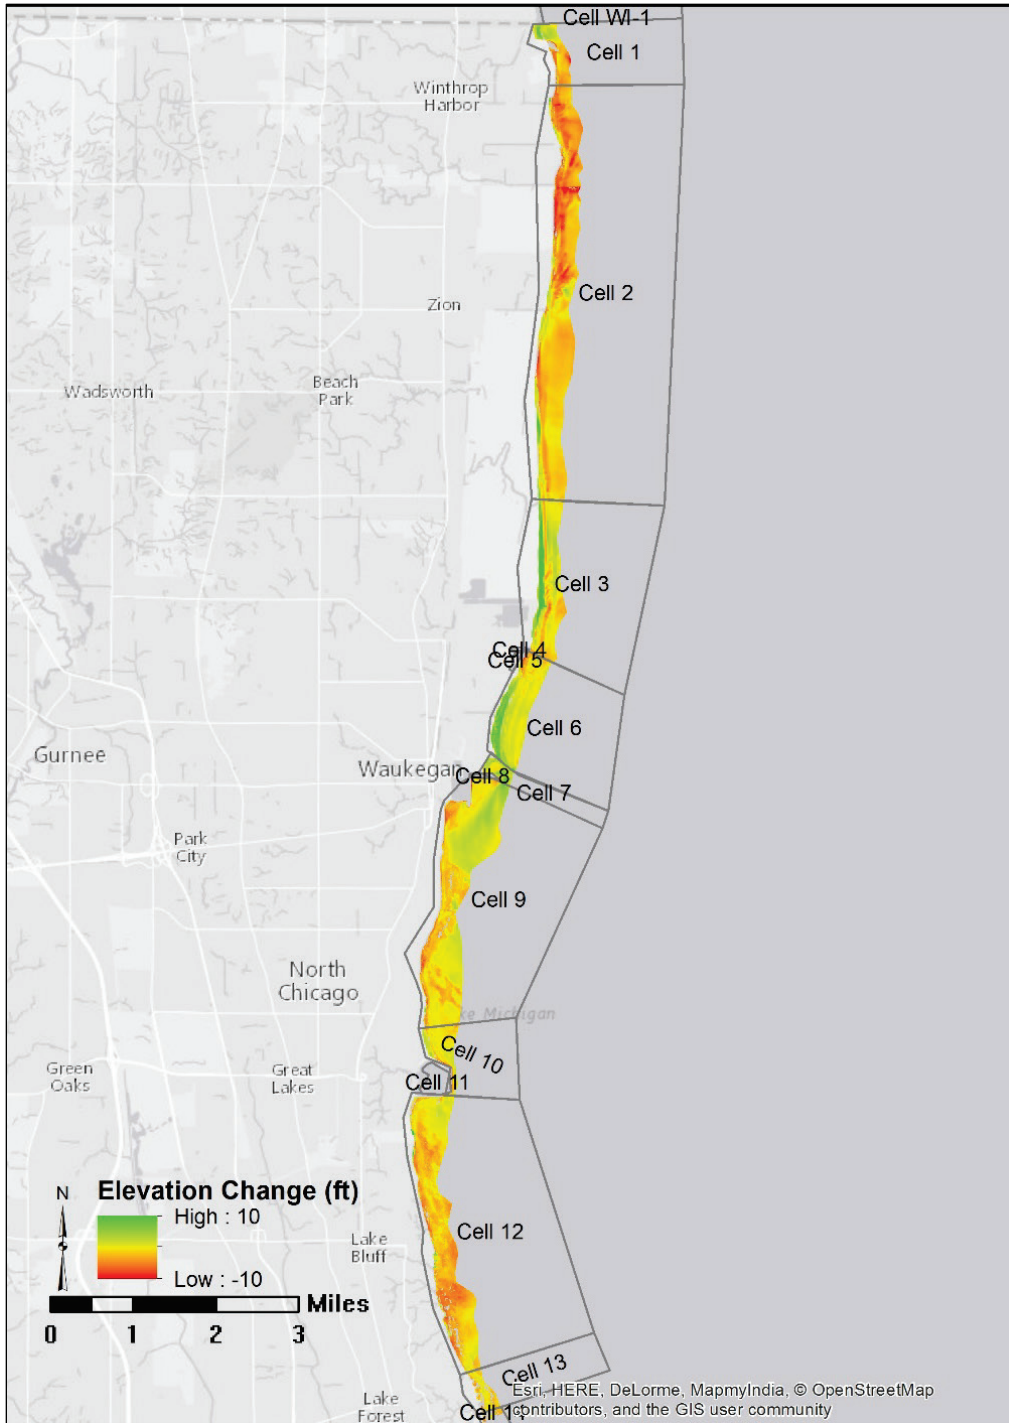 Cell WI-1
Cell 1
Winthrop
Harbor
Cell 2
Zion
Beach
Park
Wadsworth
Cell 3
Cell 4
Cell 5
Cell 6
Gurnee
Waukegan
Cell 8
Cell 7
Park
City
Cell 9
North
Chicago
Michigan
Cell 10
Green
Oaks
Great
Lakes
Cell 11
N
Elevation Change (ft)
High : 10
Low : -10
Cell 12
Lake
Bluff
Miles
0 1 2 3
Cell 13
Lake
Forest
Cell
Esri, HERE, DeLorme, MapmyIndia, © OpenStreetMap
contributors, and the GIS user community